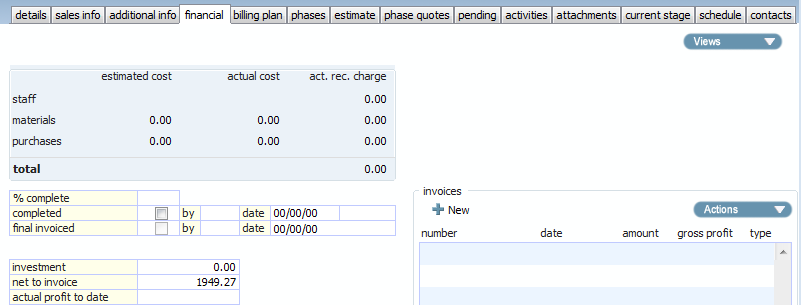 details sales info additional info financial billing plan phases estimate phase quotes pending activities attachments current stage schedule contacts
Views
estimated cost actual cost act. rec. charge
staff 0.00
materials 0.00 0.00 0.00
purchases 0.00 0.00 0.00
total 0.00
% complete
completed by date 00/00/00
final invoiced by date 00/00/00
investment 0.00
net to invoice 1949.27
actual profit to date
invoices
New Actions
number date amount gross profit type